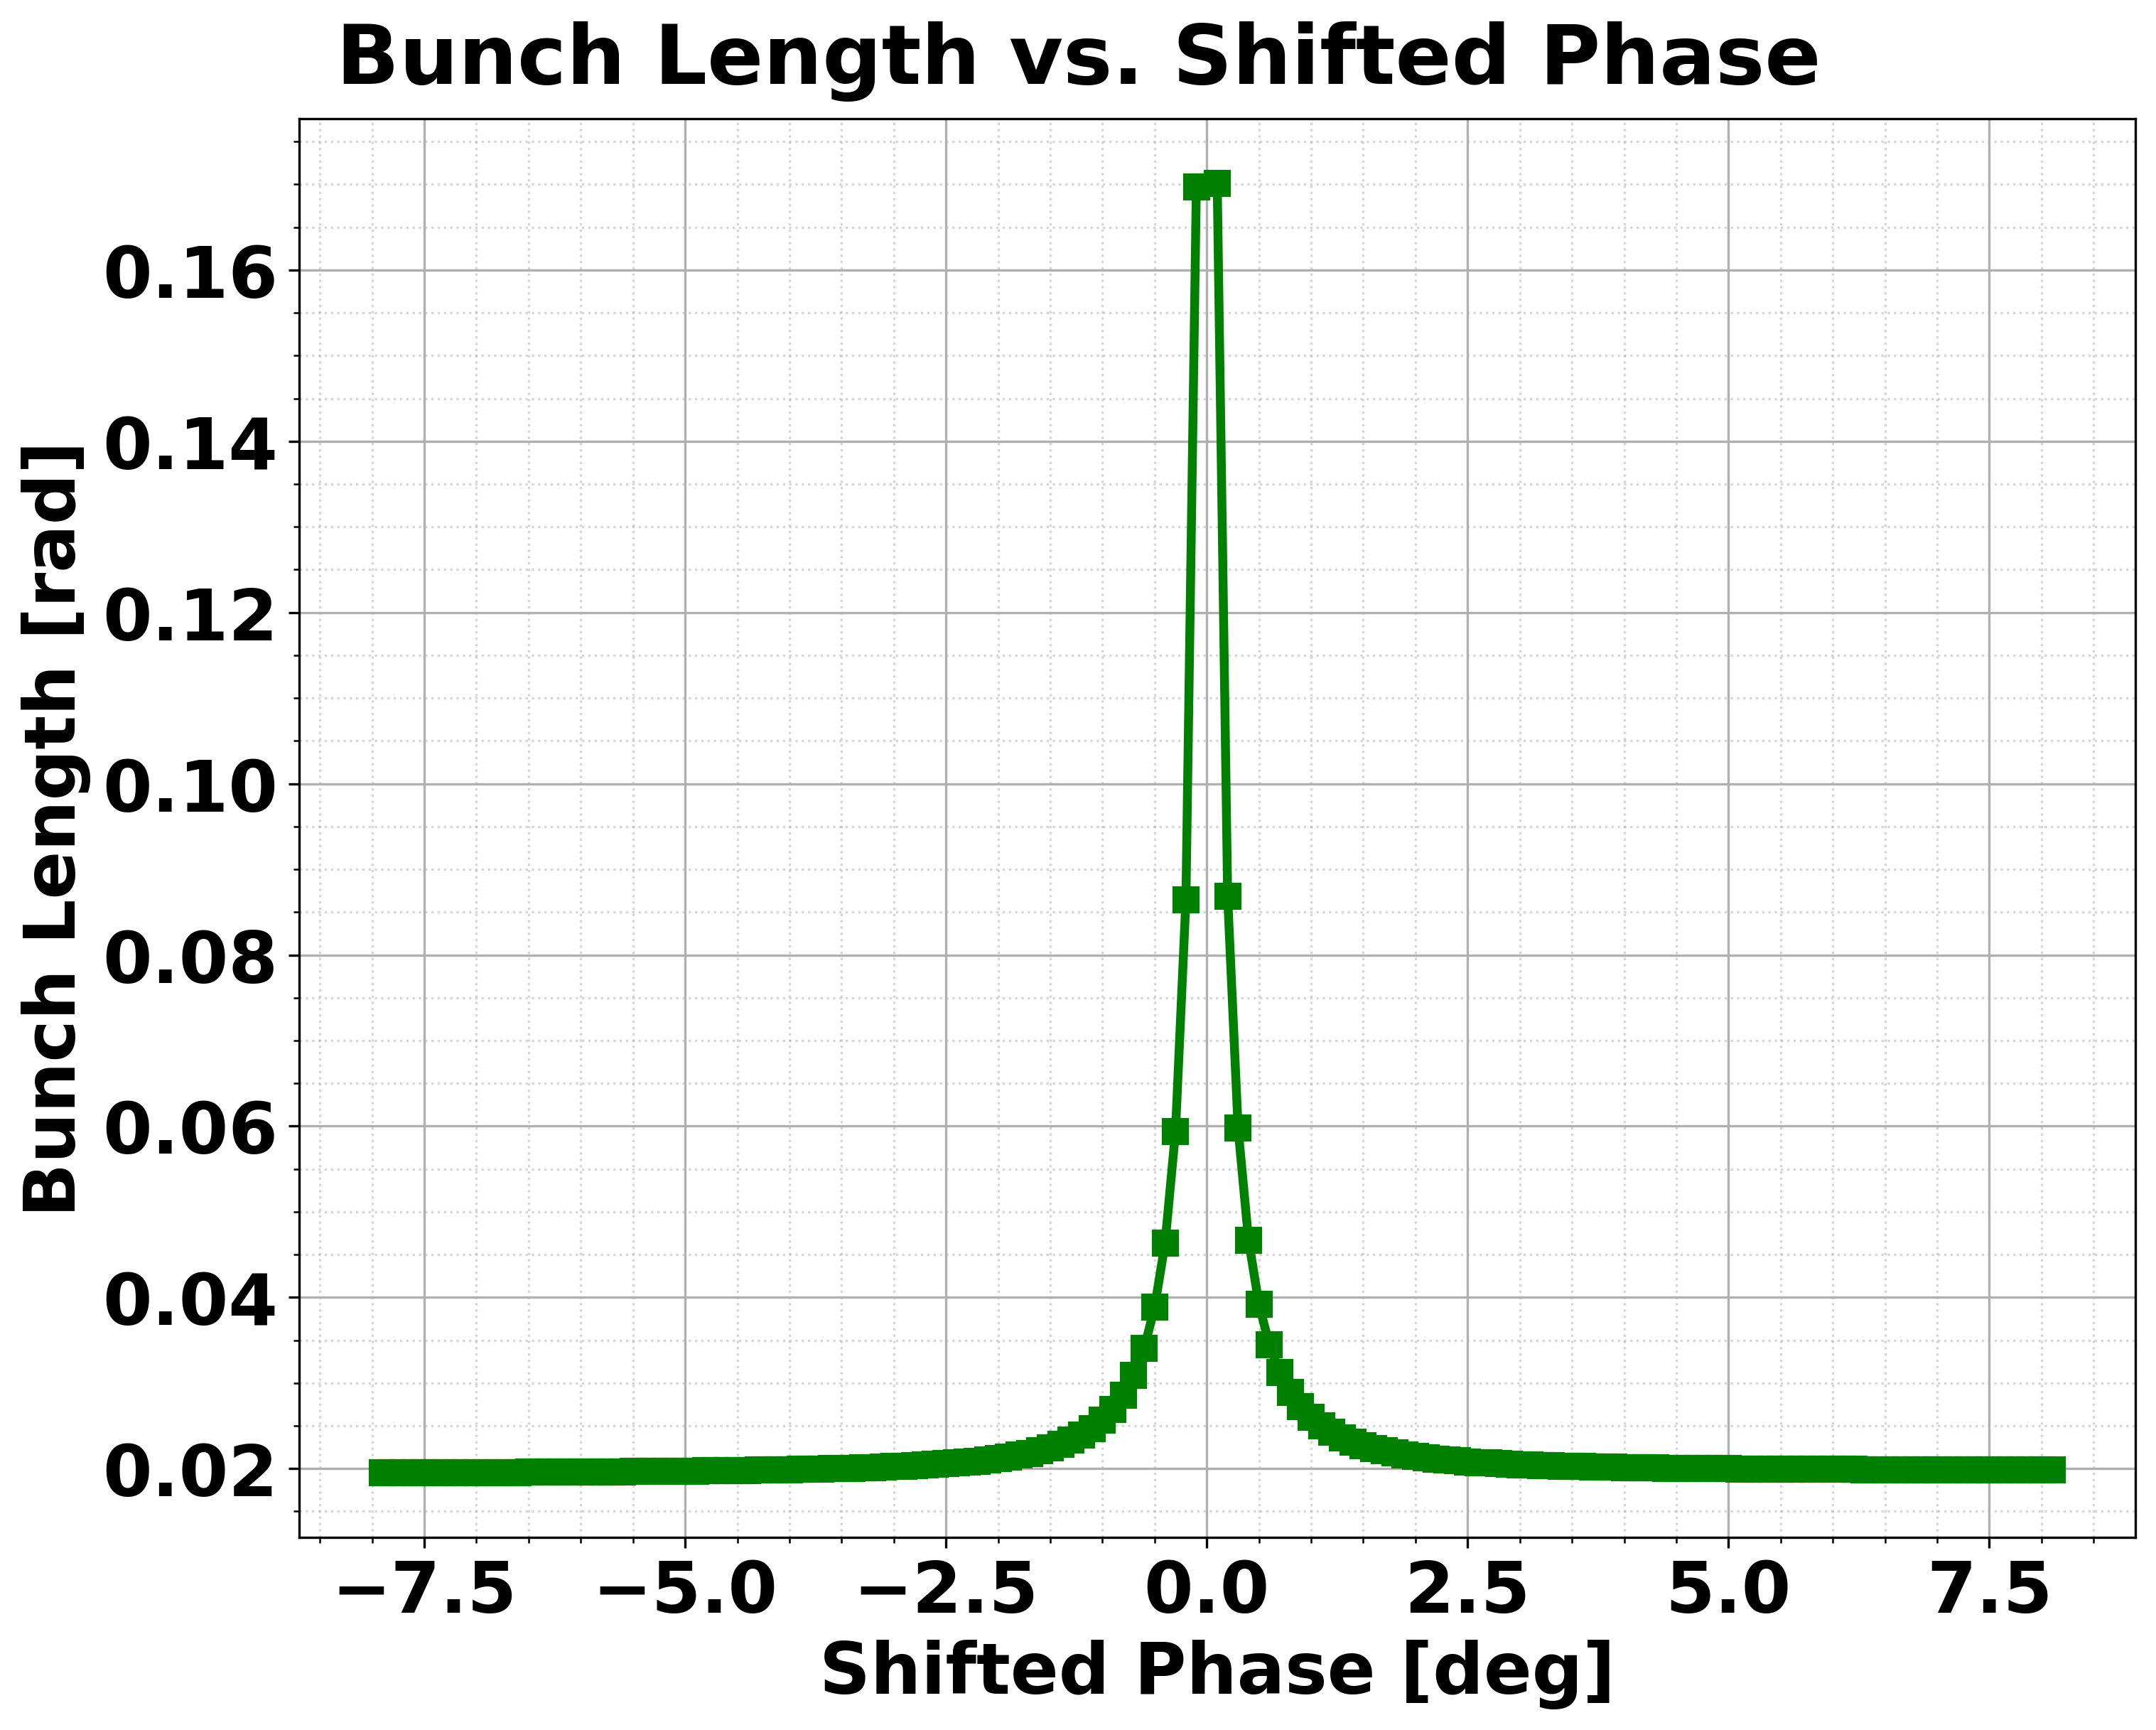 Bunch Length vs. Shifted Phase
Bunch Length [rad]
0.16
0.14
0.12
0.10
0.08
0.06
0.04
0.02
−7.5 −5.0 −2.5 0.0 2.5 5.0 7.5
Shifted Phase [deg]